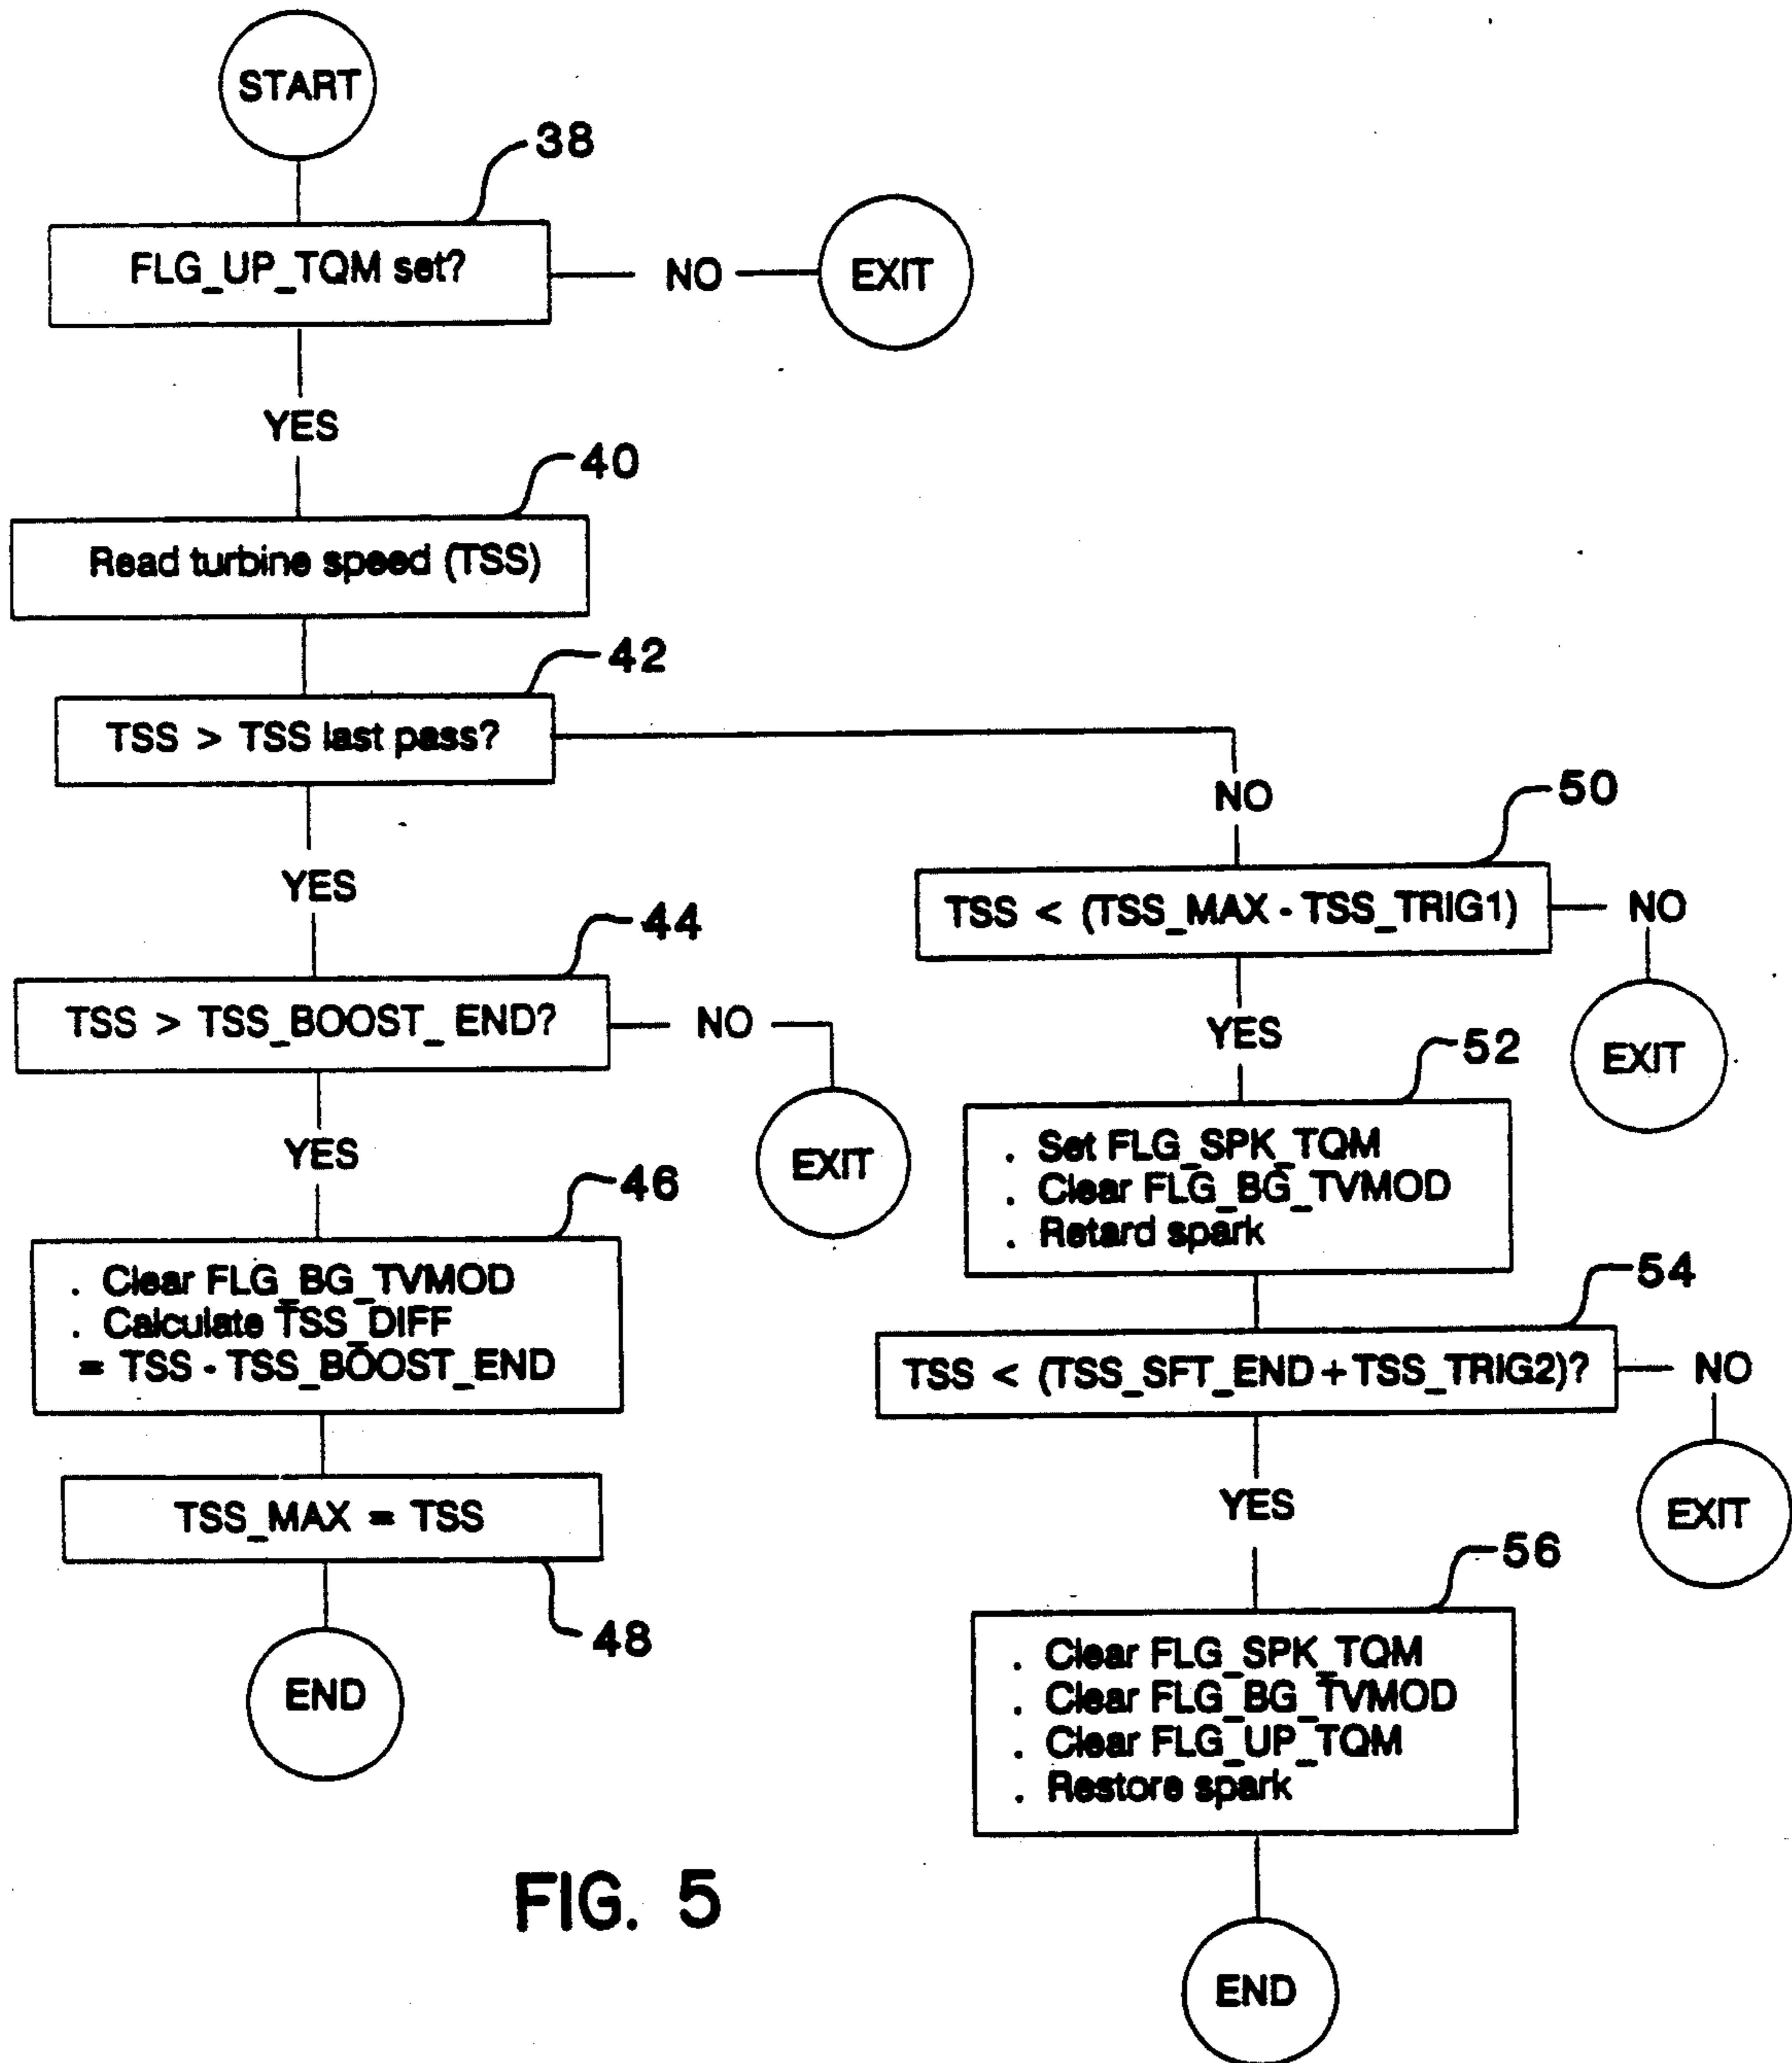 START
38
FLG_UP_TQM set?
NO
EXIT
YES
40
Read turbine speed (TSS)
42
TSS > TSS last pass?
YES
44
TSS > TSS_BOOST_END?
NO
EXIT
YES
46
. Clear FLG_BG_TVMOD
. Calculate TSS_DIFF
= TSS - TSS_BOOST_END
TSS_MAX = TSS
48
END
NO
50
TSS < (TSS_MAX - TSS_TRIG1)
NO
EXIT
YES
52
. Set FLG_SPK_TQM
. Clear FLG_BG_TVMOD
. Retard spark
54
TSS < (TSS_SFT_END + TSS_TRIG2)?
NO
EXIT
YES
56
. Clear FLG_SPK_TQM
. Clear FLG_BG_TVMOD
. Clear FLG_UP_TQM
. Restore spark
END
FIG. 5